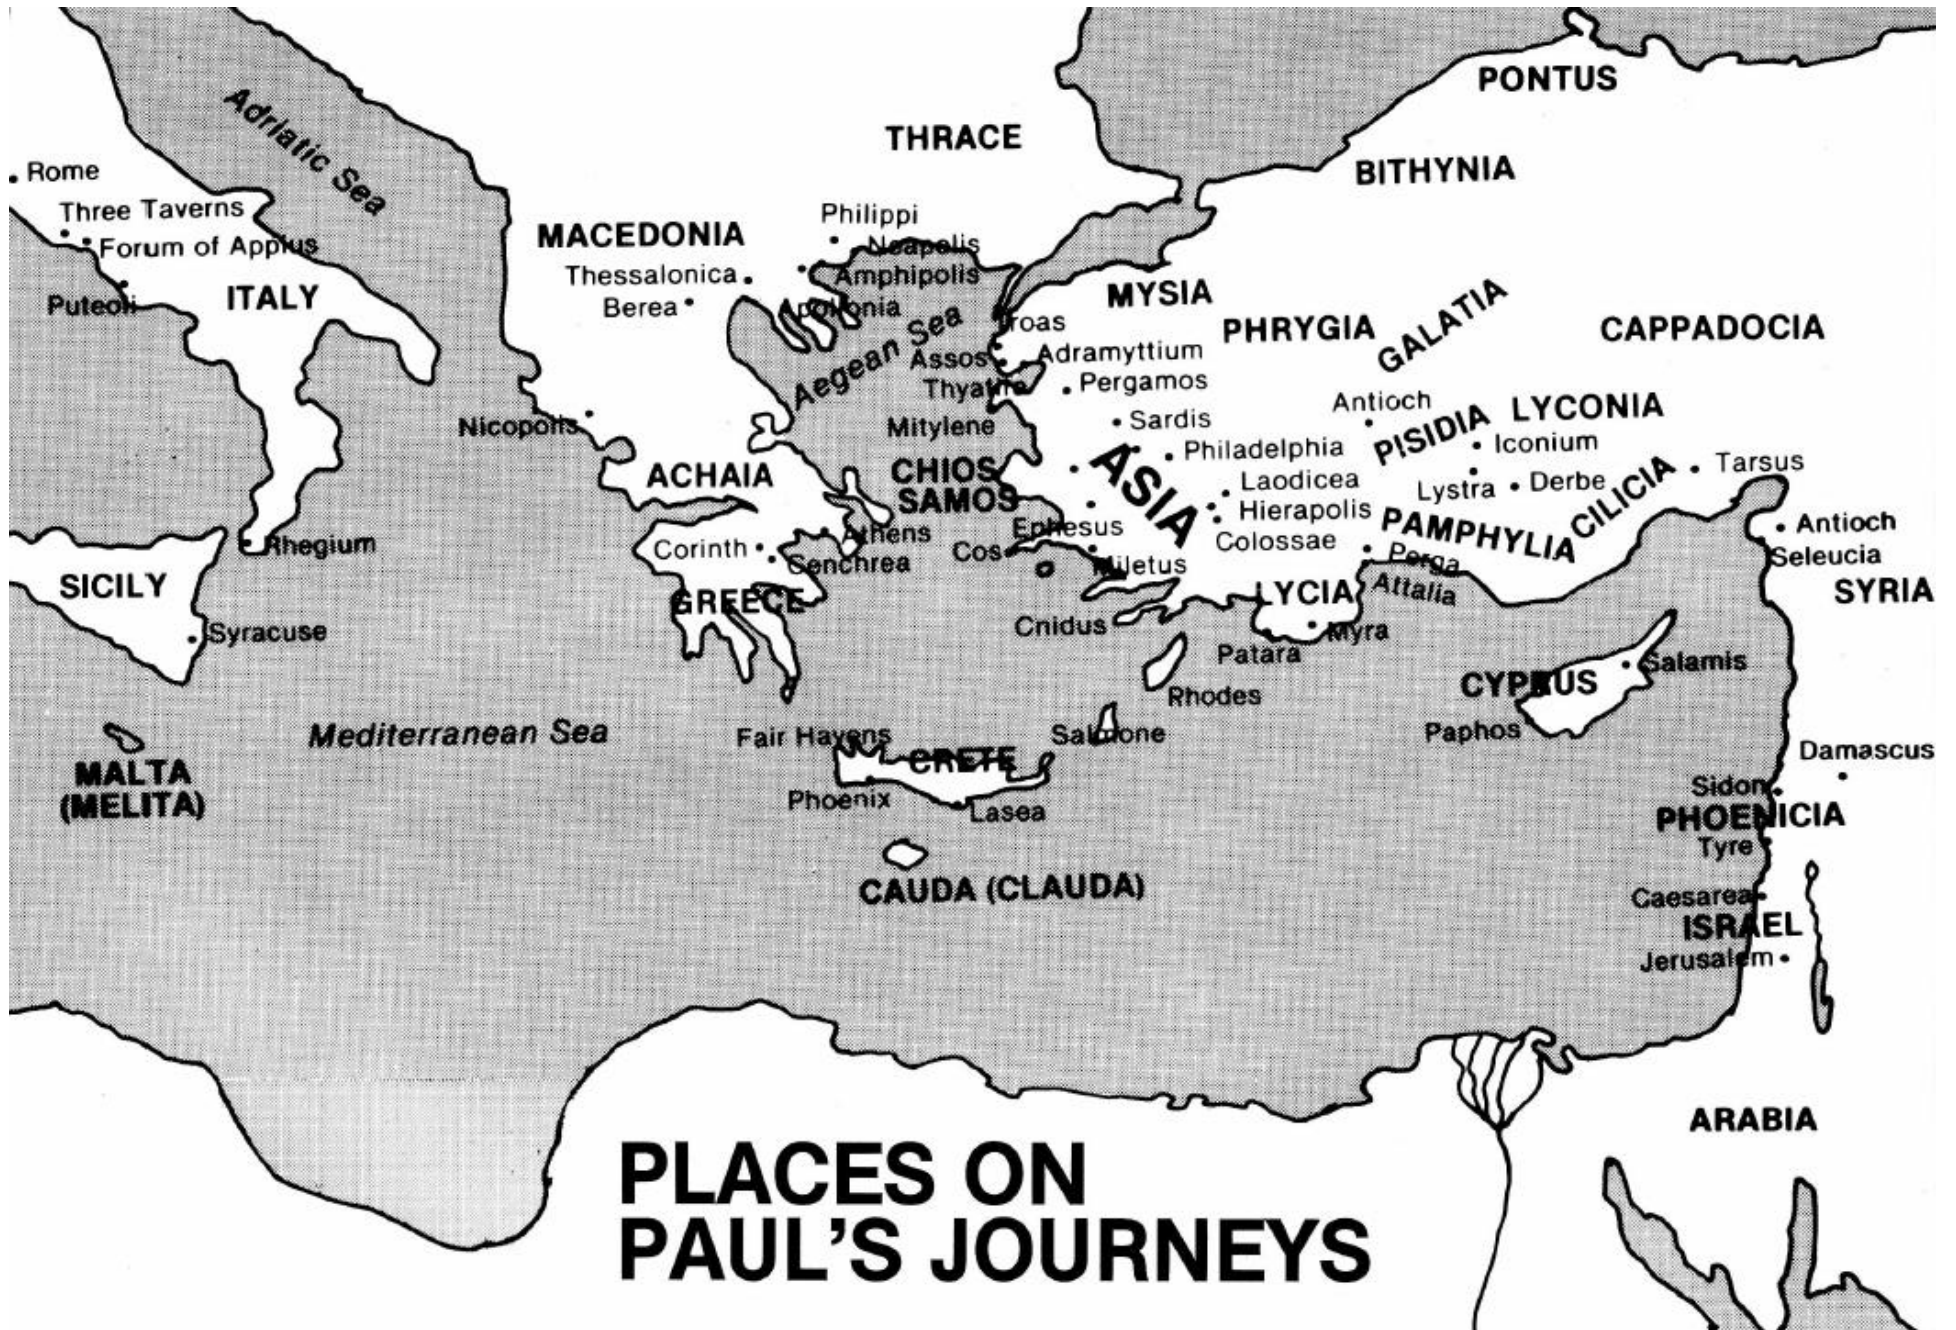 PONTUS
Adriatic Sea
THRACE
BITHYNIA
Rome
Three Taverns
Forum of Appius
Philippi
MACEDONIA
Neapolis
Thessalonica
Amphipolis
Berea
Apollonia
Puteoli
ITALY
MYSIA
GALATIA
Aegean Sea
Troas
PHRYGIA
CAPPADOCIA
Assos
Adramyttium
Thyatira
Pergamos
Antioch
LYCONIA
Nicopolis
Mitylene
Sardis
PISIDIA
Iconium
Philadelphia
ASIA
ACHAIA
CHIOS
SAMOS
Laodicea
Lystra
Derbe
CILICIA
Tarsus
Hierapolis
PAMPHYLIA
Ephesus
Athens
Corinth
Cos
Colossae
Perga
Antioch
Seleucia
Rhegium
Cenchrea
Miletus
SICILY
GREECE
LYCIA
Attalia
SYRIA
Syracuse
Cnidus
Myra
Patara
Salamis
CYPRUS
Rhodes
Paphos
Mediterranean Sea
Fair Havens
Salmone
CRETE
Damascus
MALTA
(MELITA)
Phoenix
Lasea
Sidon
PHOENICIA
Tyre
CAUDA (CLAUDA)
Caesarea
ISRAEL
Jerusalem
ARABIA
PLACES ON
PAUL'S JOURNEYS